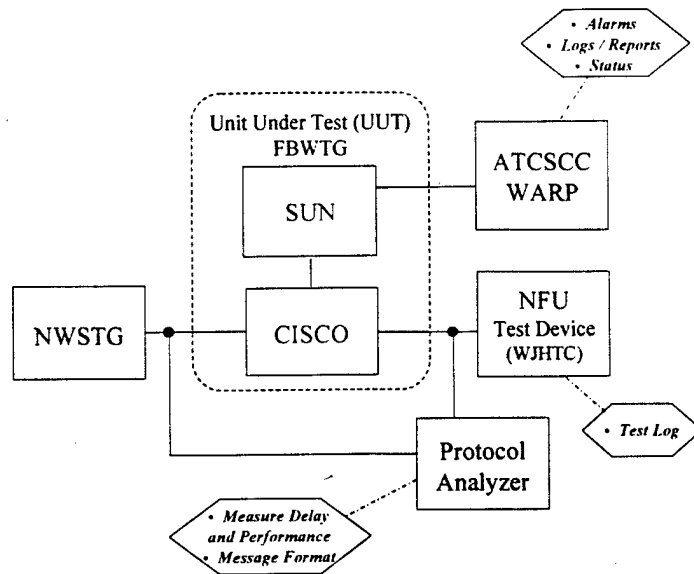 • Alarms
• Logs / Reports
• Status
Unit Under Test (UUT)
FBWTG
SUN
ATCSCC
WARP
NWSTG
CISCO
NFU
Test Device
(WJHTC)
• Test Log
Protocol
Analyzer
• Measure Delay
and Performance
• Message Format